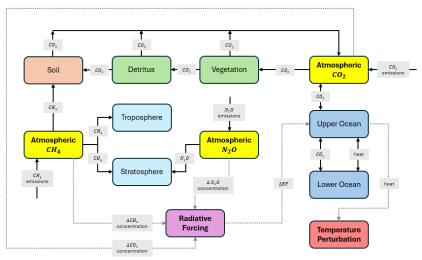 CO₂
CO₂
CO₂
Soil
CO₂
Detritus
CO₂
Vegetation
CO₂
Atmospheric
CO₂
CO₂
emissions
CH₄
CO₂
N₂O
emissions
Troposphere
CH₄
Upper Ocean
Atmospheric
CH₄
Atmospheric
N₂O
ΔRF
CO₂
heat
CH₄
N₂O
Stratosphere
CH₄
emissions
ΔN₂O
concentration
Lower Ocean
heat
ΔCH₄
concentration
Radiative
Forcing
Temperature
Perturbation
ΔCO₂
concentration